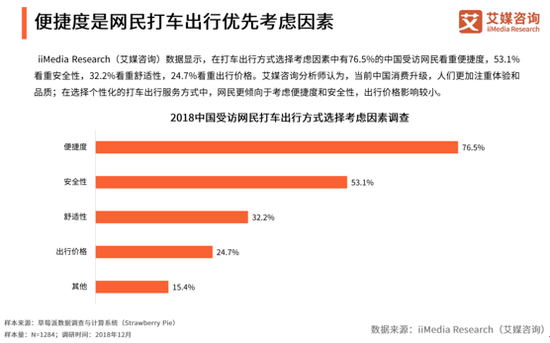 便捷度是网民打车出行优先考虑因素
艾媒咨询
iiMedia Research
iiMedia Research（艾媒咨询）数据显示，在打车出行方式选择考虑因素中有76.5%的中国受访网民看重便捷度，53.1%
看重安全性，32.2%看重舒适性，24.7%看重出行价格。艾媒咨询分析师认为，当前中国消费升级，人们更加注重体验和
品质；在选择个性化的打车出行服务方式中，网民更倾向于考虑便捷度和安全性，出行价格影响较小。
2018中国受访网民打车出行方式选择考虑因素调查
便捷度 76.5%
安全性 53.1%
舒适性 32.2%
出行价格 24.7%
其他 15.4%
样本来源：草莓派数据调查与计算系统（Strawberry Pie）
样本量：N=1284；调研时间：2018年12月
数据来源：iiMedia Research（艾媒咨询）